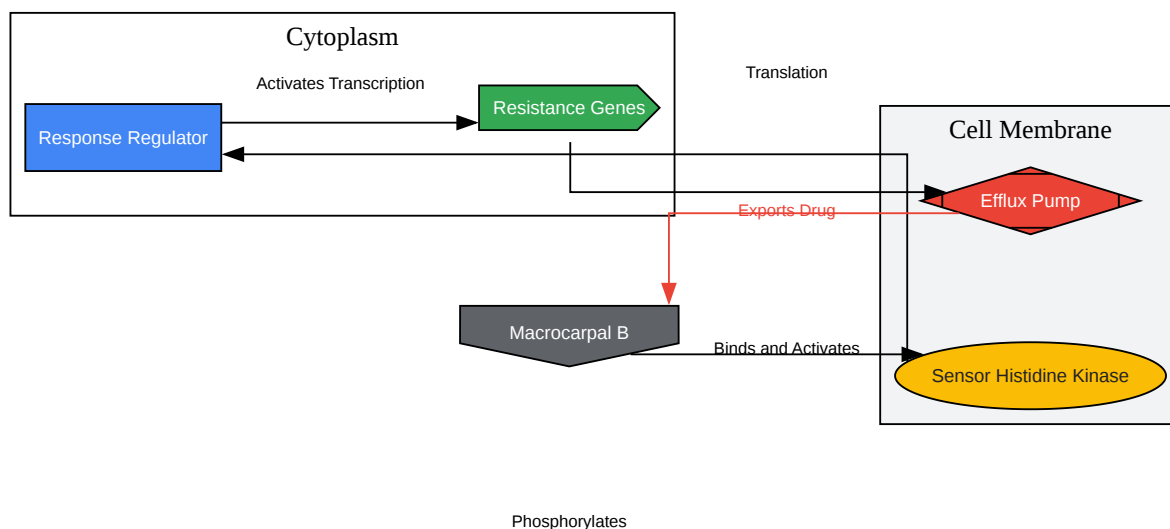 Cytoplasm
Activates Transcription
Translation
Resistance Genes
Response Regulator
Cell Membrane
Efflux Pump
Exports Drug
Macrocarpal B
Binds and Activates
Sensor Histidine Kinase
Phosphorylates